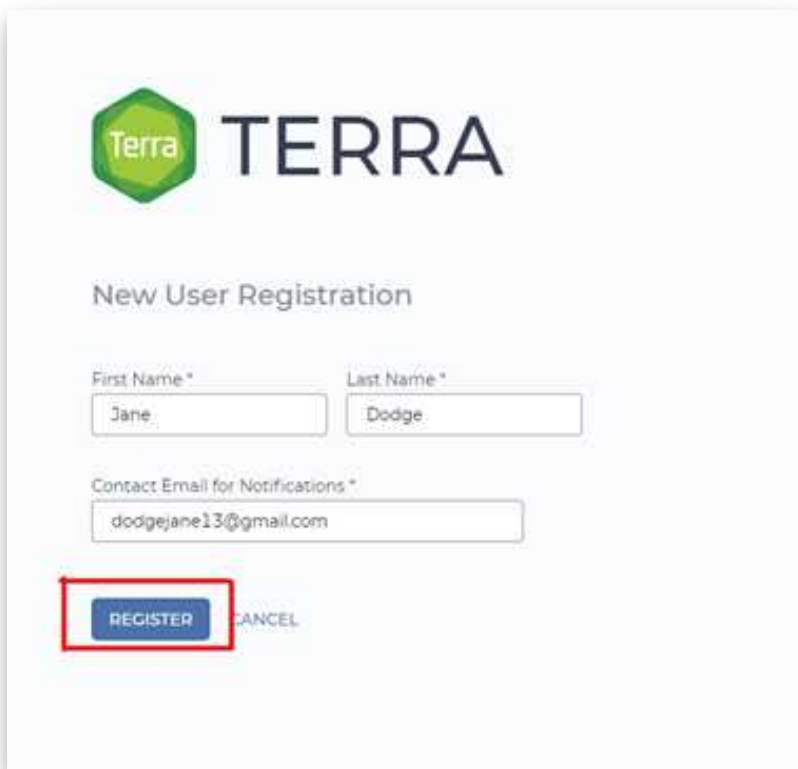 Terra TERRA
New User Registration
First Name * Last Name *
Jane Dodge
Contact Email for Notifications *
dodgejane13@gmail.com
REGISTER CANCEL